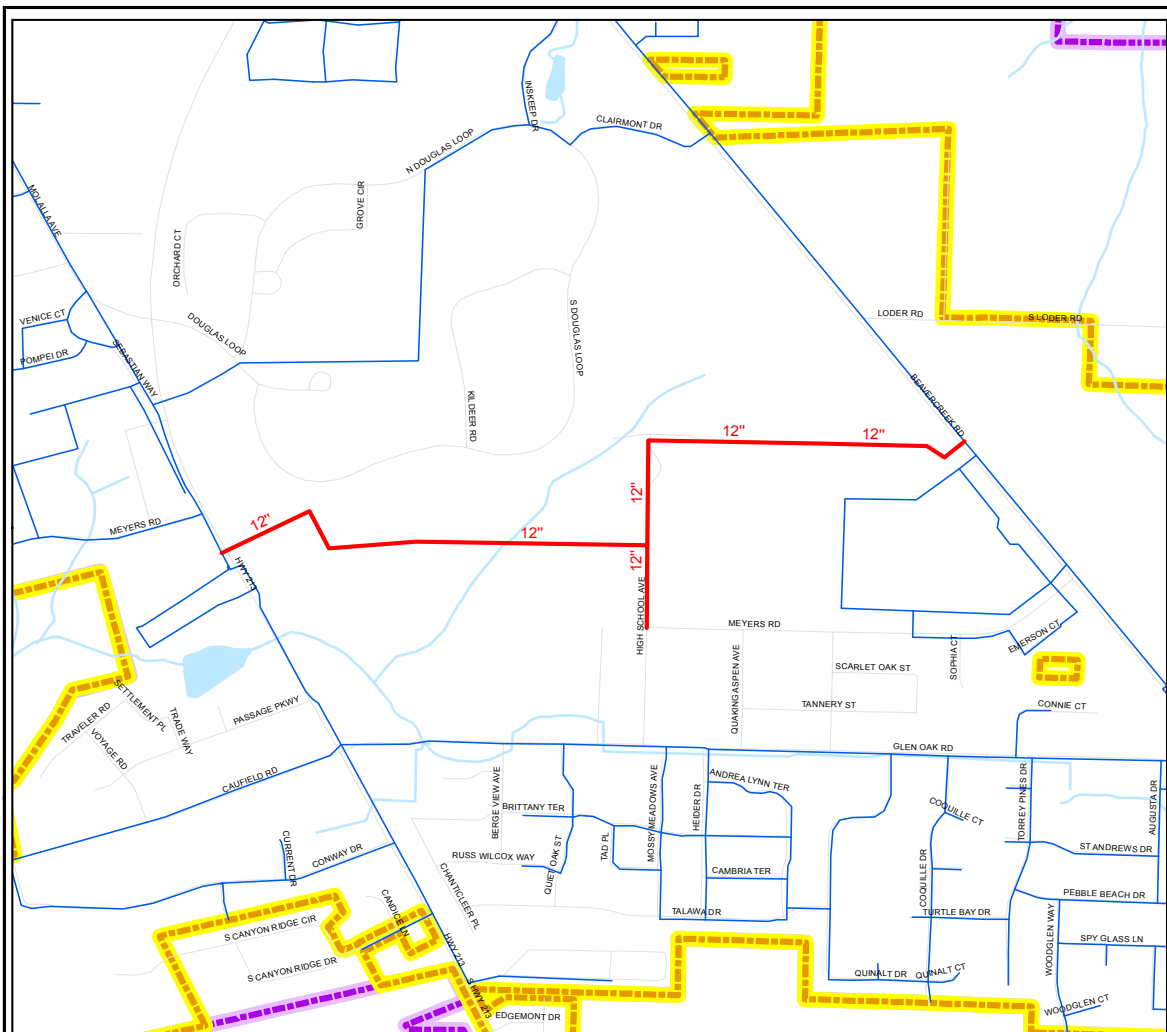 INSKEEP DR
CLAIRMONT DR
N DOUGLAS LOOP
MOLALLA AVE
GROVE CIR
ORCHARD CT
VENICE CT
DOUGLAS LOOP
S DOUGLAS LOOP
LODER RD
S LODER RD
POMPEI DR
SEBASTIAN WAY
KILDEER RD
BEAVERCREEK RD
12"
12"
12"
12"
12"
12"
MEYERS RD
HWY 213
HIGH SCHOOL AVE
MEYERS RD
EMERSON CT
SOPHIA CT
SCARLET OAK ST
QUAKING ASPEN AVE
TANNERY ST
CONNIE CT
SETTLEMENT PL
TRADE WAY
PASSAGE PKWY
TRAVELER RD
VOYAGE RD
GLEN OAK RD
CAUFIELD RD
BERGE VIEW AVE
BRITTANY TER
MOSSY MEADOWS AVE
HEIDER DR
ANDREA LYNN TER
TORREY PINES DR
AUGUSTA DR
COQUILLE CT
CURRENT DR
CONWAY DR
RUSS WILCOX WAY
QUIET OAK ST
TAD PL
ST ANDREWS DR
CAMBRIA TER
COQUILLE DR
PEBBLE BEACH DR
CHANTICLEER PL
CANDICE LN
TALAWA DR
TURTLE BAY DR
WOODGLEN WAY
S CANYON RIDGE CIR
SPY GLASS LN
HWY 213
S CANYON RIDGE DR
QUINALT DR
QUINALT CT
S HWY 213
WOODGLEN CT
EDGEMONT DR